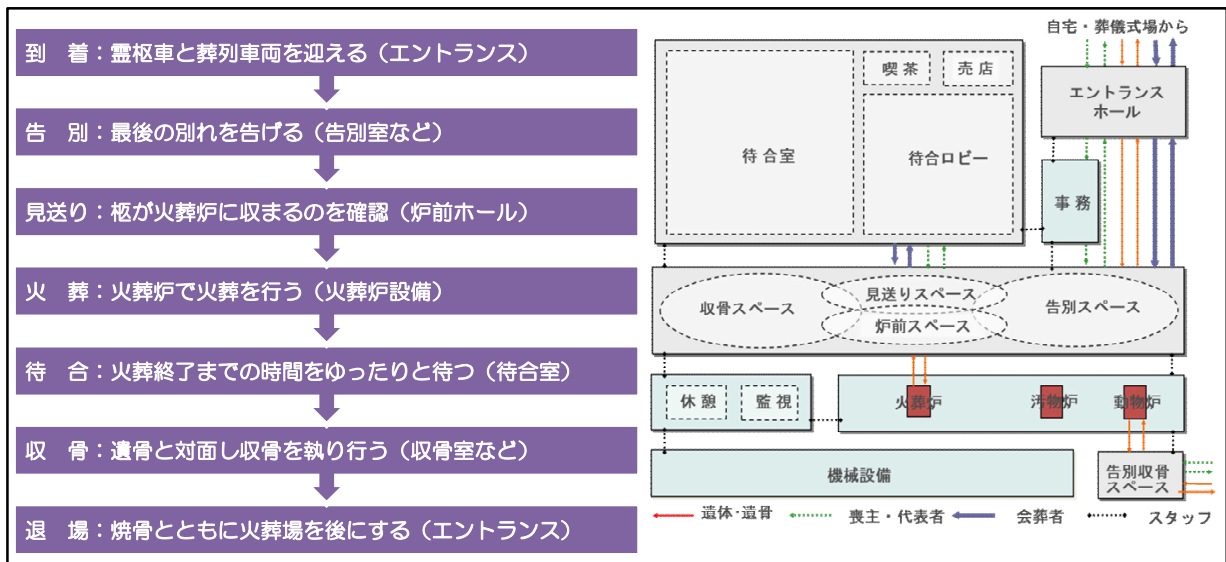 到　着：霊柩車と葬列車両を迎える（エントランス）
告　別：最後の別れを告げる（告別室など）
見送り：柩が火葬炉に収まるのを確認（炉前ホール）
火　葬：火葬炉で火葬を行う（火葬炉設備）
待　合：火葬終了までの時間をゆったりと待つ（待合室）
収　骨：遺骨と対面し収骨を執り行う（収骨室など）
退　場：焼骨とともに火葬場を後にする（エントランス）
自宅・葬儀式場から
エントランス
ホール
喫茶
売店
待合室
待合ロビー
事務
収骨スペース
見送りスペース
炉前スペース
告別スペース
休憩
監視
火葬炉
汚物炉
動物炉
機械設備
告別収骨
スペース
遺体・遺骨
喪主・代表者
会葬者
スタッフ